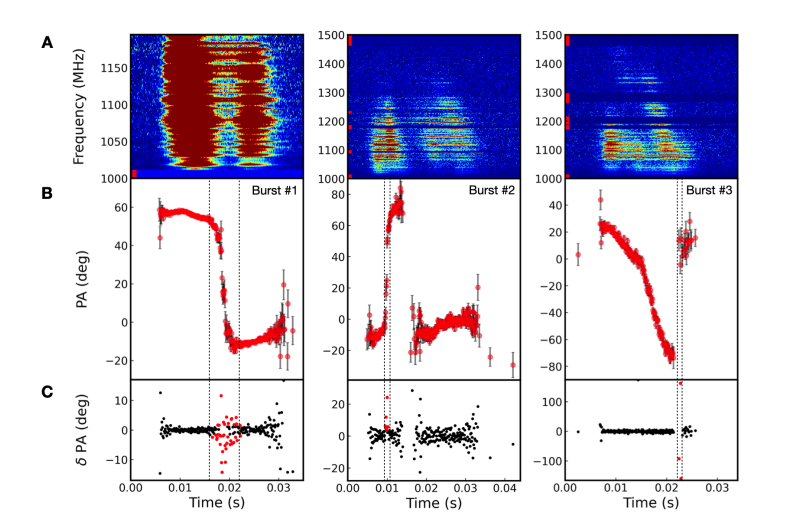 A
Frequency (MHz)
1150
1100
1050
1000
1500
1400
1300
1200
1100
1000
1500
1400
1300
1200
1100
1000
B
PA (deg)
Burst #1
60
40
20
0
−20
Burst #2
80
60
40
20
0
−20
Burst #3
40
20
0
−20
−40
−60
−80
C
δ PA (deg)
10
0
−10
20
0
−20
100
0
−100
0.00 0.01 0.02 0.03
0.00 0.01 0.02 0.03 0.04
0.00 0.01 0.02 0.03
Time (s)
Time (s)
Time (s)